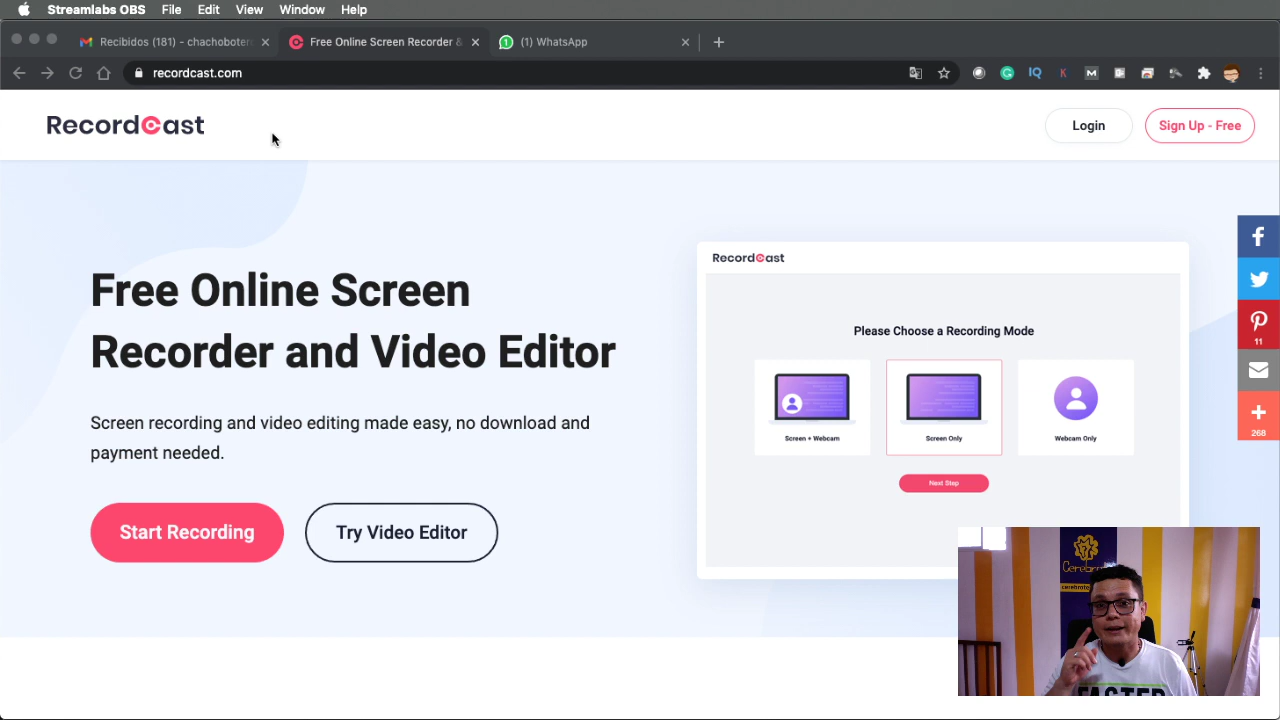 Streamlabs OBS File Edit View Window Help
Recibidos (181) - chachoboter
Free Online Screen Recorder &
(1) WhatsApp
recordcast.com
RecordCast
Login
Sign Up - Free
Free Online Screen
Recorder and Video Editor
Screen recording and video editing made easy, no download and
payment needed.
Start Recording
Try Video Editor
RecordCast
Please Choose a Recording Mode
Screen + Webcam
Screen Only
Webcam Only
Next Step
11
268